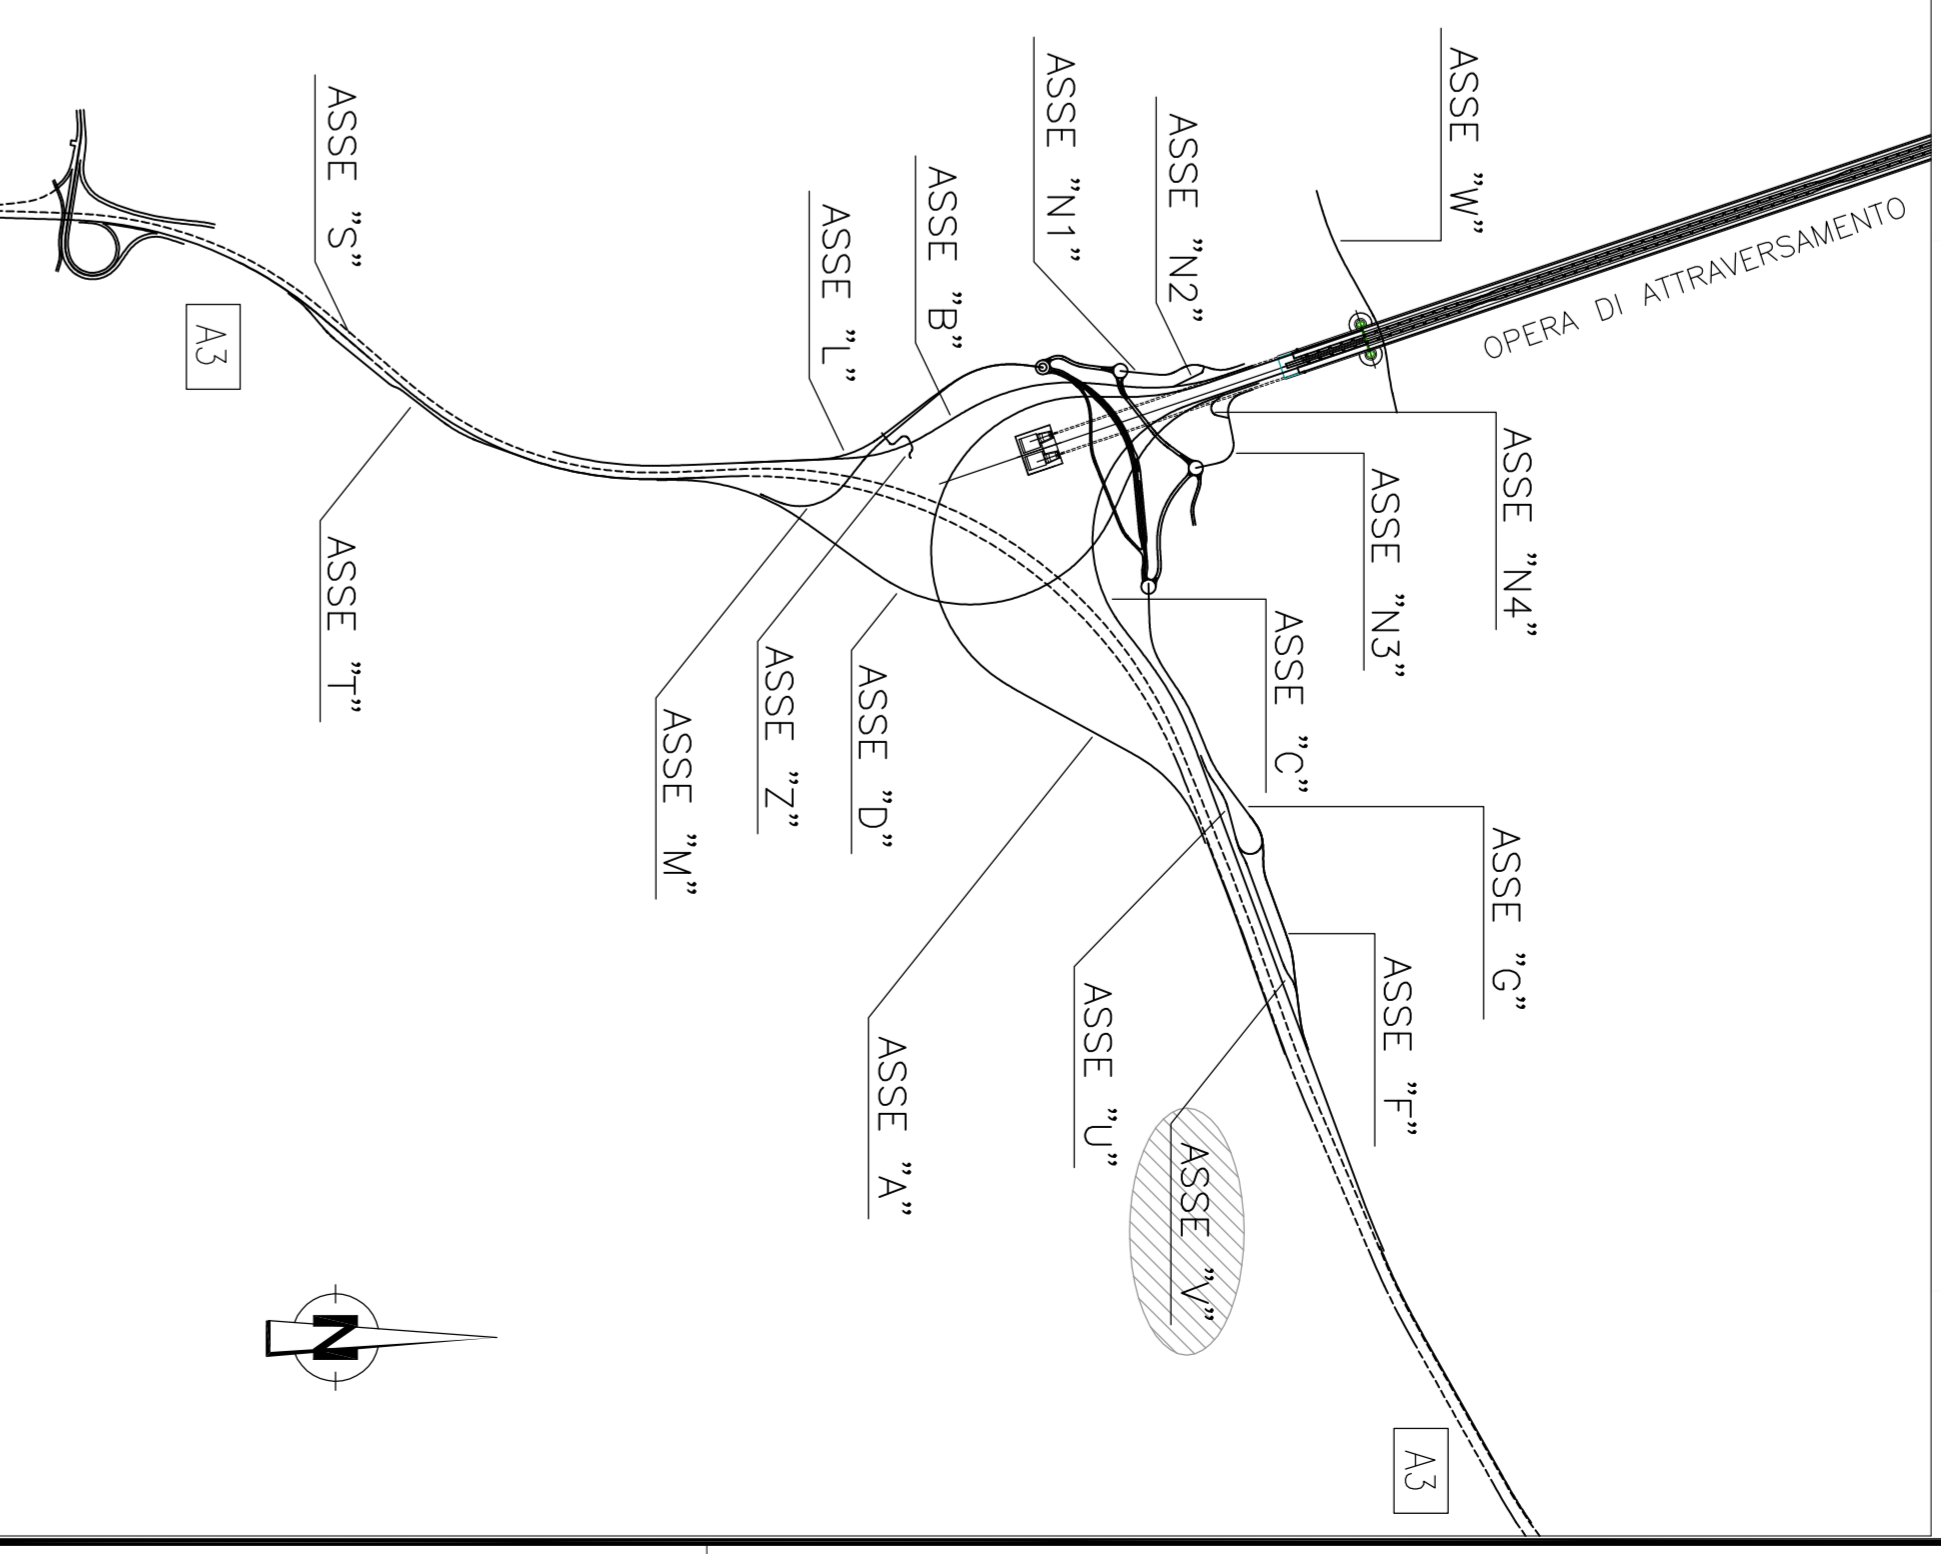 OPERA DI ATTRAVERSAMENTO
ASSE ”W”
ASSE ”N4”
ASSE ”G”
A3
ASSE ”N3”
ASSE ”F”
ASSE ”C”
ASSE ”N2”
ASSE ”V”
ASSE ”N1”
ASSE ”U”
ASSE ”B”
ASSE ”A”
ASSE ”D”
ASSE ”L”
ASSE ”Z”
ASSE ”M”
ASSE ”S”
ASSE ”T”
N
A3